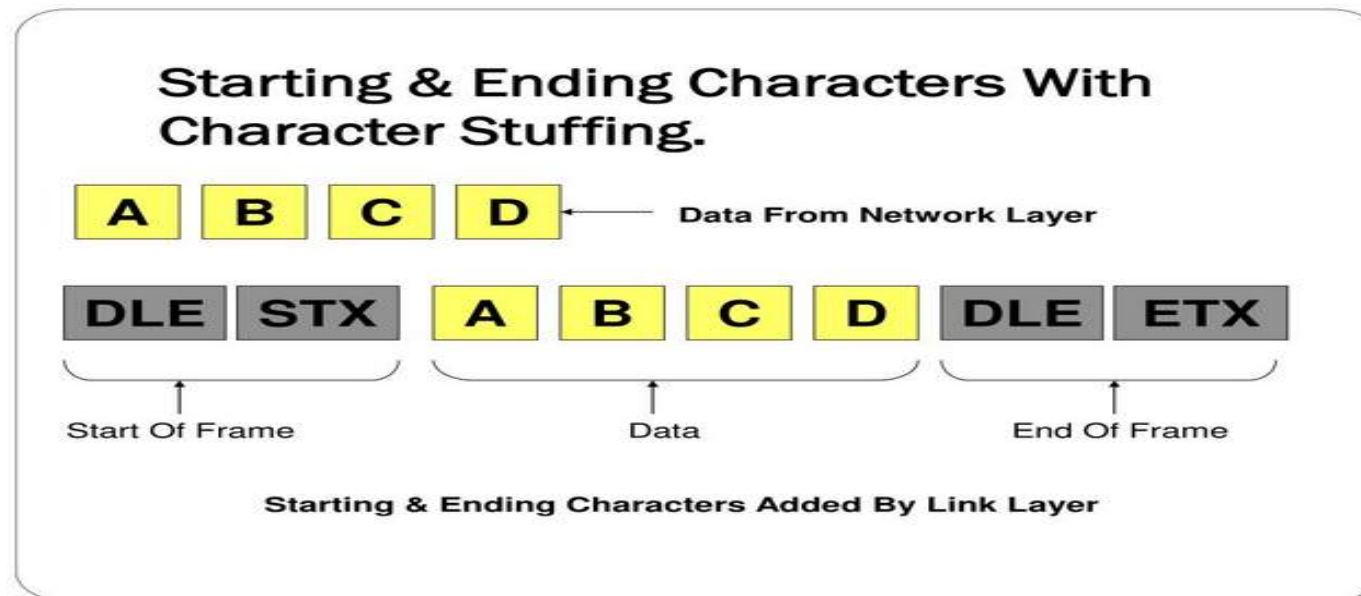 Starting & Ending Characters With
Character Stuffing.
A B C D Data From Network Layer
DLE STX A B C D DLE ETX
Start Of Frame Data End Of Frame
Starting & Ending Characters Added By Link Layer